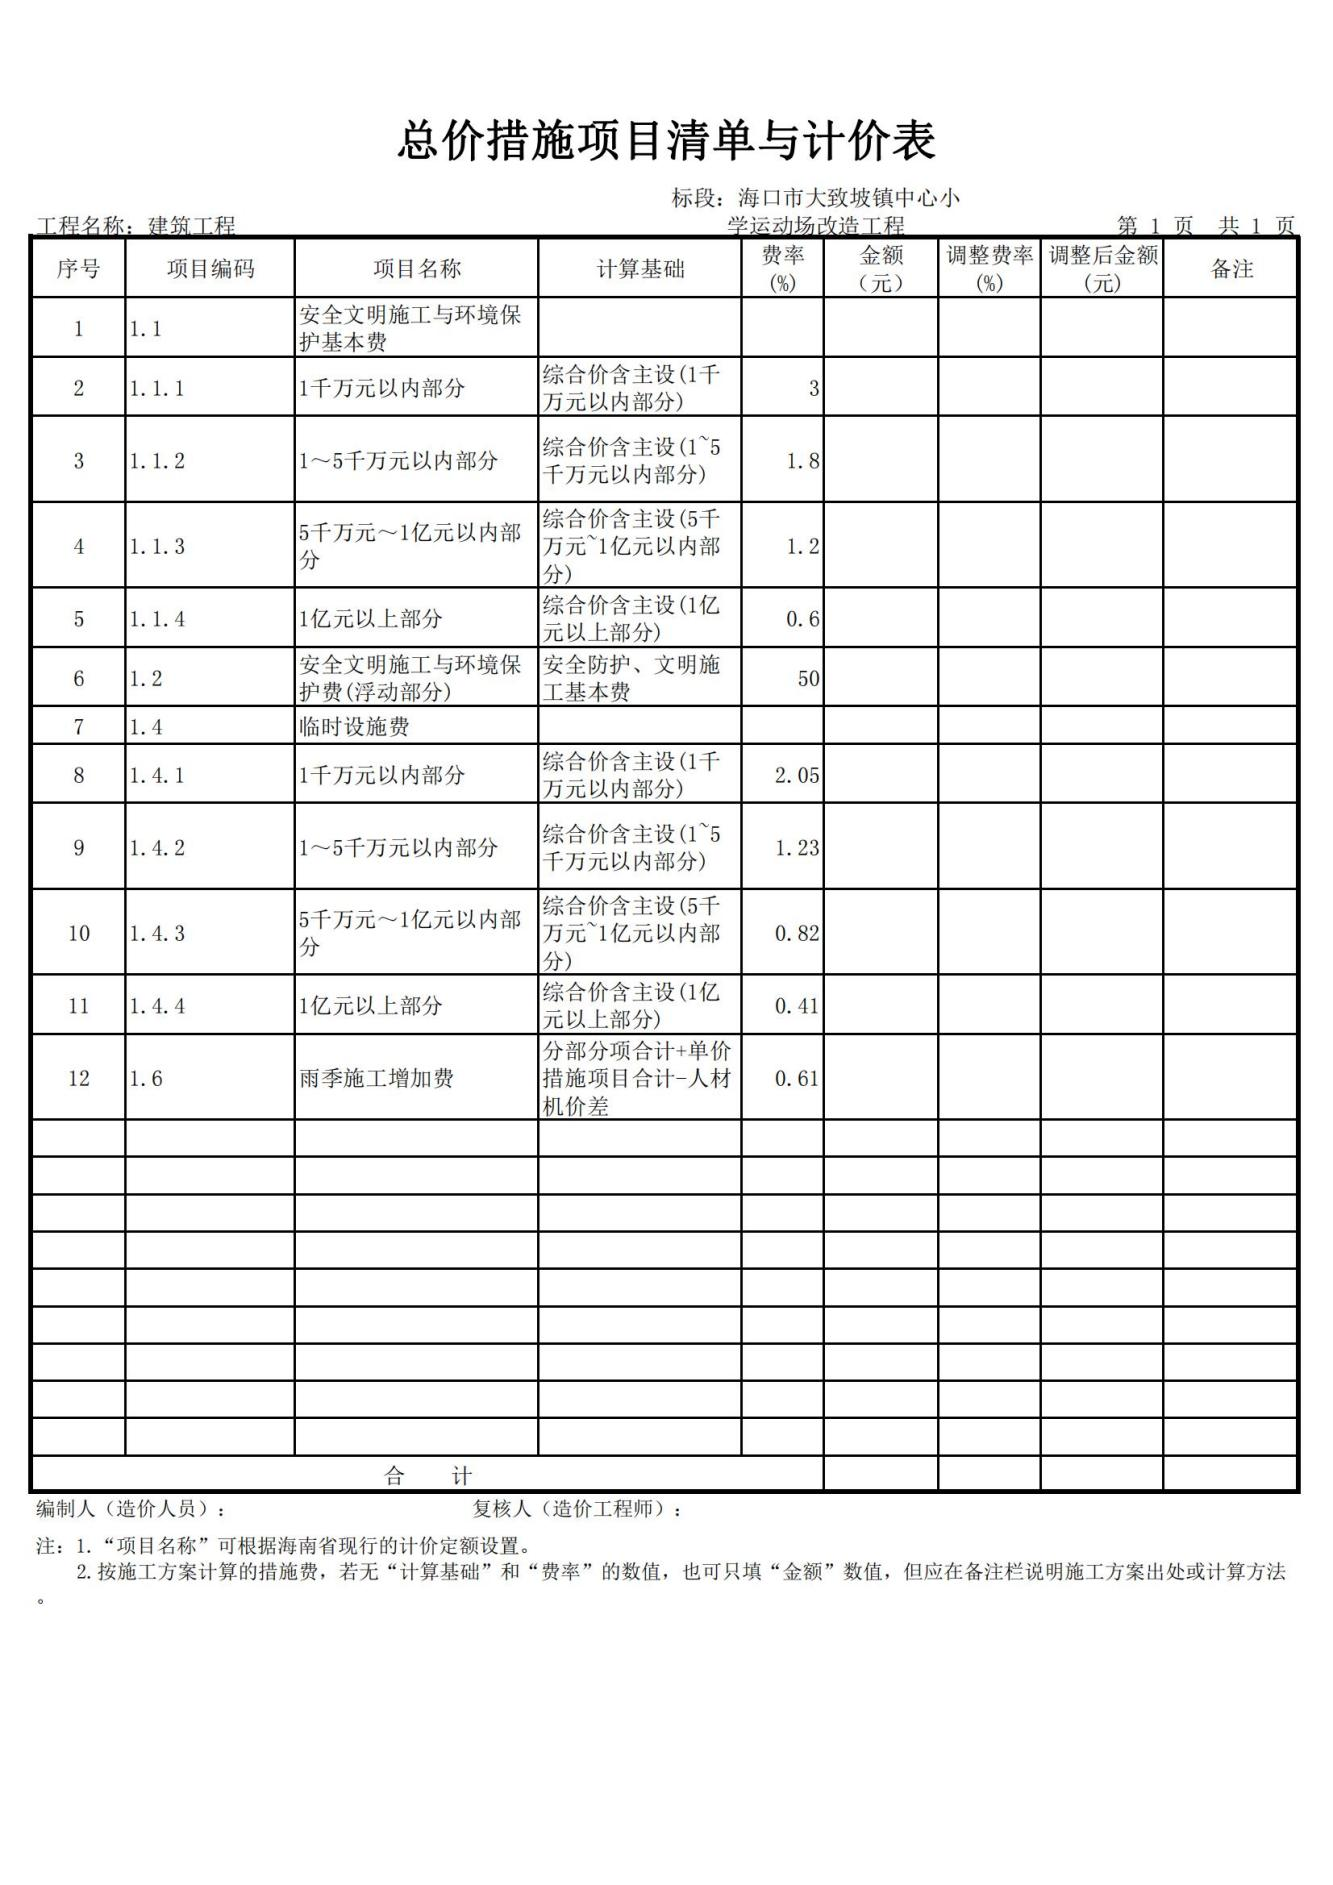 总价措施项目清单与计价表
标段：海口市大致坡镇中心小
工程名称：建筑工程 学运动场改造工程 第 1 页 共 1 页
序号 项目编码 项目名称 计算基础 费率 金额 调整费率 调整后金额 备注
(%) （元） (%) (元)
1 1.1 安全文明施工与环境保
护基本费
2 1.1.1 1千万元以内部分 综合价含主设(1千 3
万元以内部分)
3 1.1.2 1～5千万元以内部分 综合价含主设(1~5 1.8
千万元以内部分)
4 1.1.3 5千万元～1亿元以内部 综合价含主设(5千 1.2
分 万元~1亿元以内部
分)
5 1.1.4 1亿元以上部分 综合价含主设(1亿 0.6
元以上部分)
6 1.2 安全文明施工与环境保 安全防护、文明施 50
护费(浮动部分) 工基本费
7 1.4 临时设施费
8 1.4.1 1千万元以内部分 综合价含主设(1千 2.05
万元以内部分)
9 1.4.2 1～5千万元以内部分 综合价含主设(1~5 1.23
千万元以内部分)
10 1.4.3 5千万元～1亿元以内部 综合价含主设(5千 0.82
分 万元~1亿元以内部
分)
11 1.4.4 1亿元以上部分 综合价含主设(1亿 0.41
元以上部分)
12 1.6 雨季施工增加费 分部分项合计+单价 0.61
措施项目合计-人材
机价差
合 计
编制人（造价人员）： 复核人（造价工程师）：
注：1.“项目名称”可根据海南省现行的计价定额设置。
2.按施工方案计算的措施费，若无“计算基础”和“费率”的数值，也可只填“金额”数值，但应在备注栏说明施工方案出处或计算方法
。